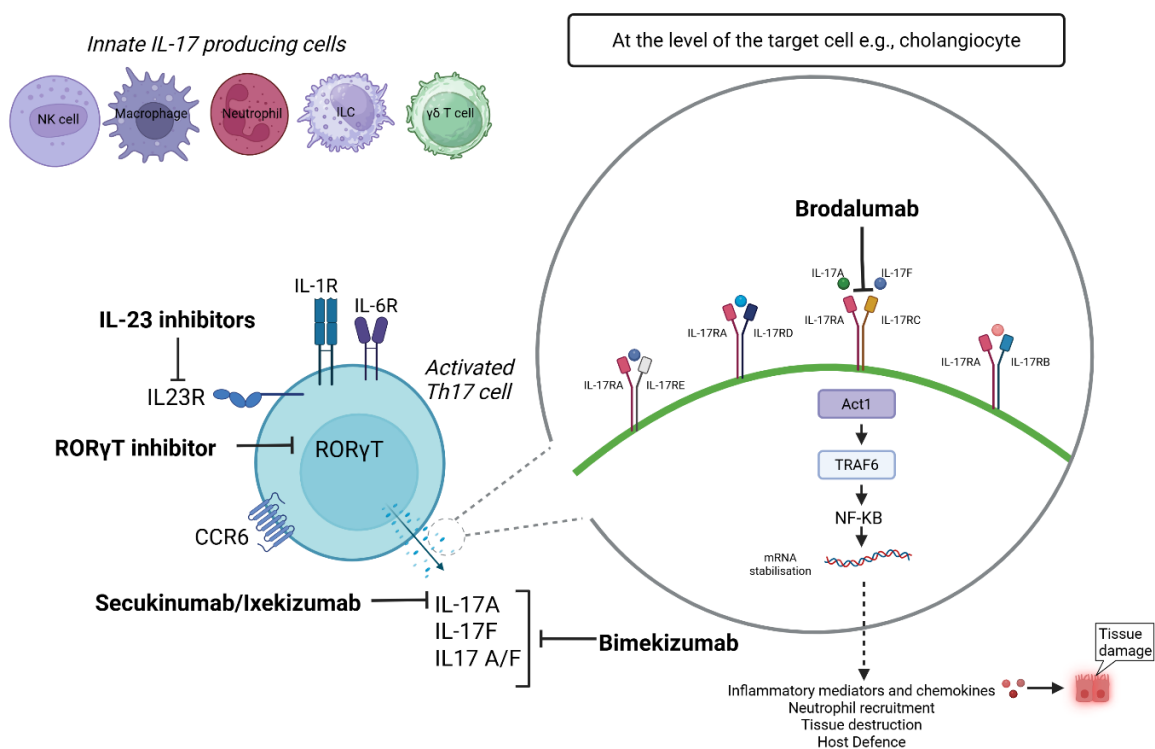 Innate IL-17 producing cells
NK cell
Macrophage
Neutrophil
ILC
γδ T cell
At the level of the target cell e.g., cholangiocyte
Brodalumab
IL-17A
IL-17F
IL-17RA
IL-17RC
IL-17RA
IL-17RD
IL-17RA
IL-17RB
IL-17RA
IL-17RE
Act1
TRAF6
NF-KB
mRNA
stabilisation
IL-1R
IL-6R
IL-23 inhibitors
Activated
Th17 cell
IL23R
RORγT inhibitor
RORγT
CCR6
Secukinumab/Ixekizumab
IL-17A
IL-17F
IL17 A/F
Bimekizumab
Inflammatory mediators and chemokines
Neutrophil recruitment
Tissue destruction
Host Defence
Tissue
damage